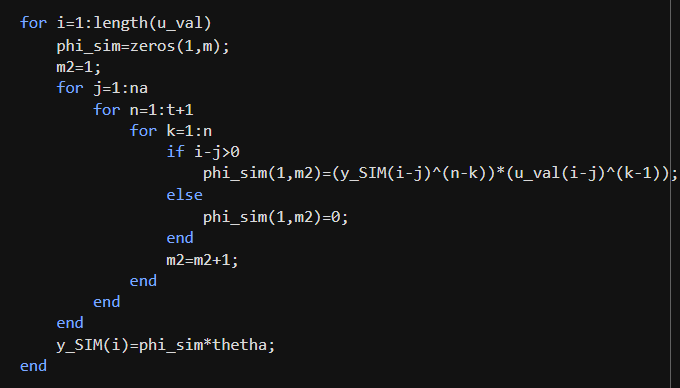 for i=1:length(u_val)
    phi_sim=zeros(1,m);
    m2=1;
    for j=1:na
        for n=1:t+1
            for k=1:n
                if i-j>0
                    phi_sim(1,m2)=(y_SIM(i-j)^(n-k))*(u_val(i-j)^(k-1));
                else
                    phi_sim(1,m2)=0;
                end
                m2=m2+1;
            end
        end
    end
    y_SIM(i)=phi_sim*thetha;
end